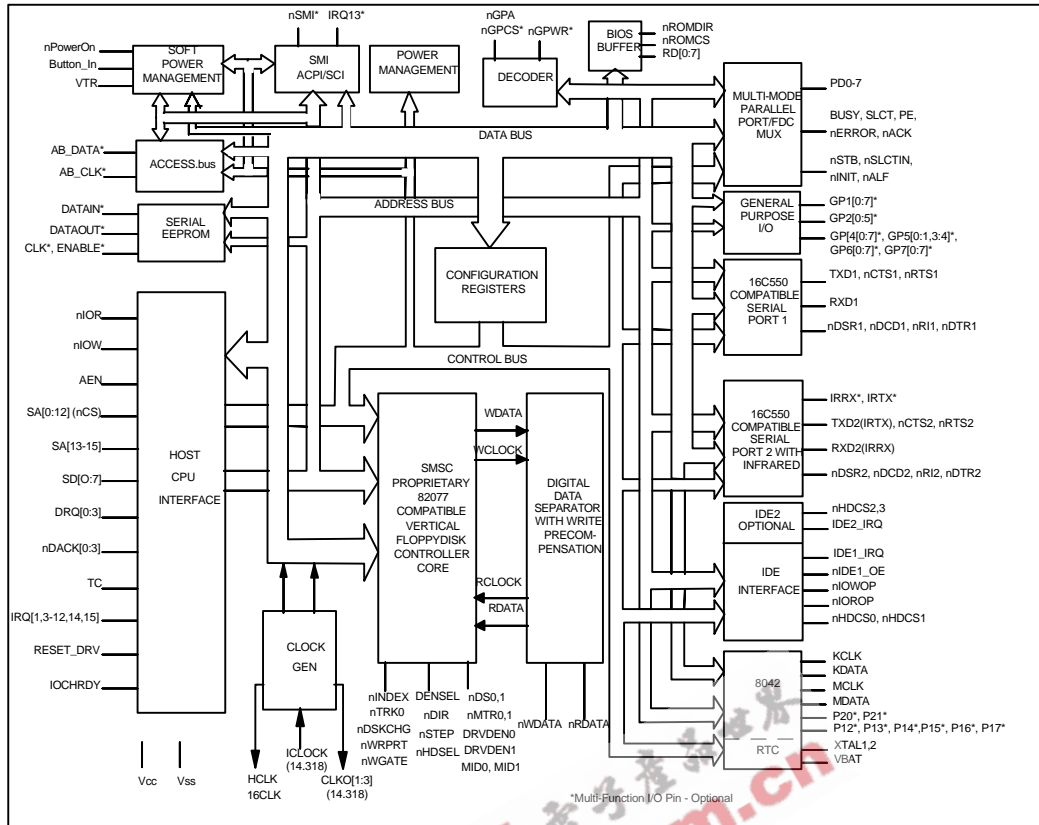 nSMI* IRQ13*
nGPA
nGPCS* nGPWR*
nROMDIR
nROMCS
RD[0:7]
BIOS
BUFFER
nPowerOn
Button_In
VTR
SOFT
POWER
MANAGEMENT
SMI
ACPI/SCI
POWER
MANAGEMENT
DECODER
MULTI-MODE
PARALLEL
PORT/FDC
MUX
PD0-7
BUSY, SLCT, PE,
nERROR, nACK
nSTB, nSLCTIN,
nINIT, nALF
DATA BUS
AB_DATA*
AB_CLK*
ACCESS.bus
ADDRESS BUS
GENERAL
PURPOSE
I/O
GP1[0:7]*
GP2[0:5]*
GP[4[0:7]*, GP5[0:1,3:4]*,
GP6[0:7]*, GP7[0:7]*
DATAIN*
DATAOUT*
CLK*, ENABLE*
SERIAL
EEPROM
CONFIGURATION
REGISTERS
16C550
COMPATIBLE
SERIAL
PORT 1
TXD1, nCTS1, nRTS1
RXD1
nDSR1, nDCD1, nRI1, nDTR1
CONTROL BUS
nIOR
nIOW
AEN
SA[0:12] (nCS)
SA[13-15]
SD[O:7]
DRQ[0:3]
nDACK[0:3]
TC
IRQ[1,3-12,14,15]
RESET_DRV
IOCHRDY
HOST
CPU
INTERFACE
SMSC
PROPRIETARY
82077
COMPATIBLE
VERTICAL
FLOPPYDISK
CONTROLLER
CORE
WDATA
WCLOCK
RCLOCK
RDATA
DIGITAL
DATA
SEPARATOR
WITH WRITE
PRECOM-
PENSATION
16C550
COMPATIBLE
SERIAL
PORT 2 WITH
INFRARED
IRRX*, IRTX*
TXD2(IRTX), nCTS2, nRTS2
RXD2(IRRX)
nDSR2, nDCD2, nRI2, nDTR2
IDE2
OPTIONAL
nHDCS2,3
IDE2_IRQ
IDE
INTERFACE
IDE1_IRQ
nIDE1_OE
nIOWOP
nIOROP
nHDCS0, nHDCS1
CLOCK
GEN
8042
RTC
KCLK
KDATA
MCLK
MDATA
P20*, P21*
P12*, P13*, P14*,P15*, P16*, P17*
XTAL1,2
VBAT
nINDEX
nTRK0
nDSKCHG
nWRPRT
nWGATE
DENSEL
nDIR
nSTEP
nHDSEL
nDS0,1
nMTR0,1
DRVDEN0
DRVDEN1
MID0, MID1
nWDATA nRDATA
Vcc Vss
HCLK
16CLK
ICLOCK
(14.318)
CLKO[1:3]
(14.318)
*Multi-Function I/O Pin - Optional
電子產品世界
m.cn